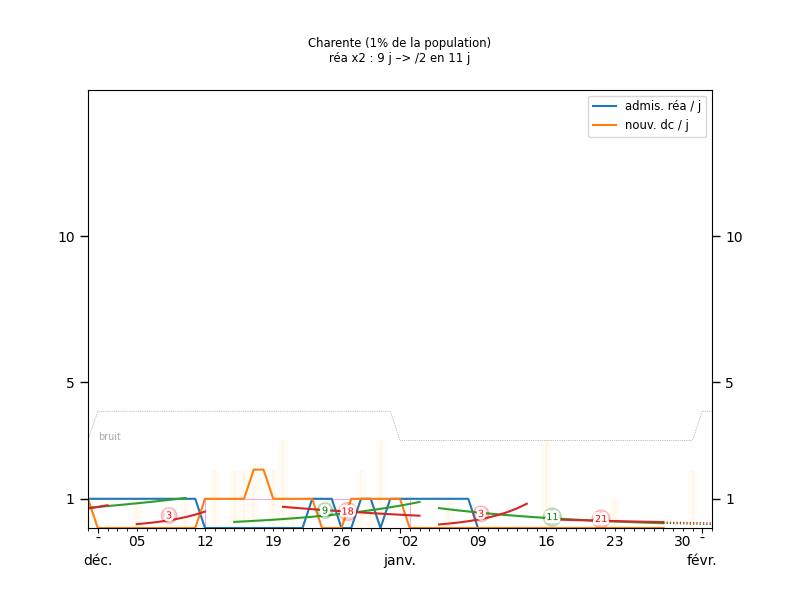 Charente (1% de la population)
réa x2 : 9 j –> /2 en 11 j
admis. réa / j
nouv. dc / j
10
10
5
5
bruit
1
1
3
9
18
3
11
21
05
12
19
26
02
09
16
23
30
déc.
janv.
févr.